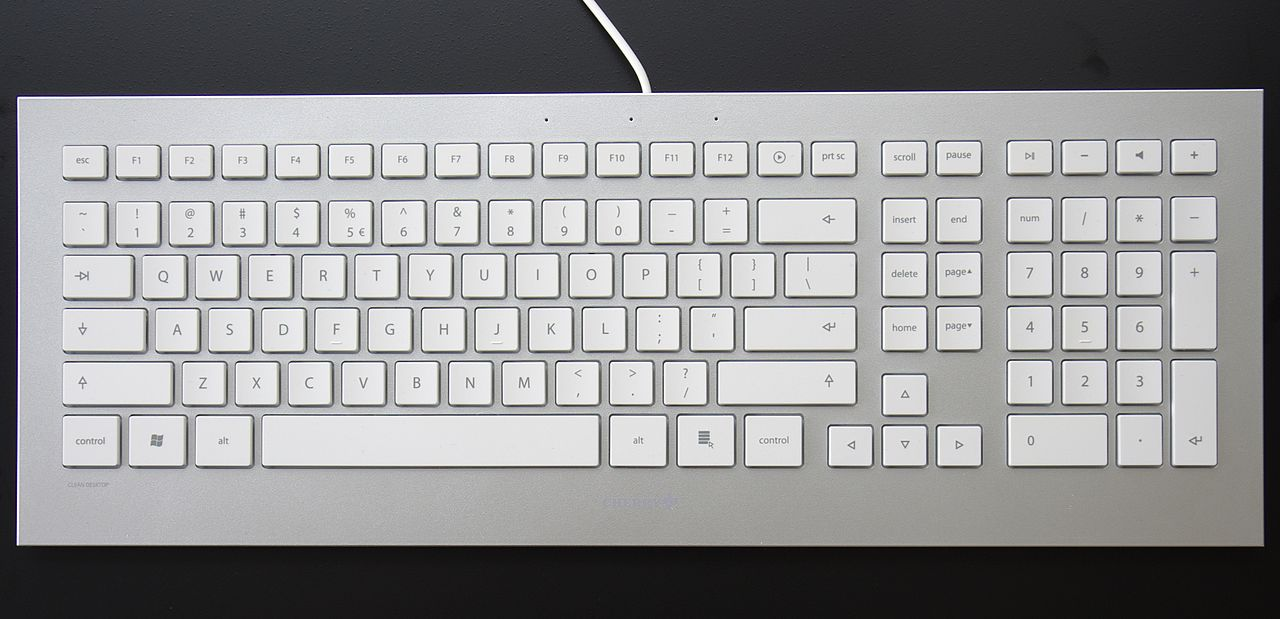 esc F1 F2 F3 F4 F5 F6 F7 F8 F9 F10 F11 F12 prt sc scroll pause − +
~ ! @ # $ % ^ & * ( ) _ +
` 1 2 3 4 5 € 6 7 8 9 0 - = insert end num / * −
Q W E R T Y U I O P { } |
[ ] \ delete page▲ 7 8 9 +
A S D F G H J K L : "
; ' home page▼ 4 5 6
Z X C V B N M < > ?
, . / 1 2 3
control alt alt control 0 .
CLEAN DESKTOP
CHERRY